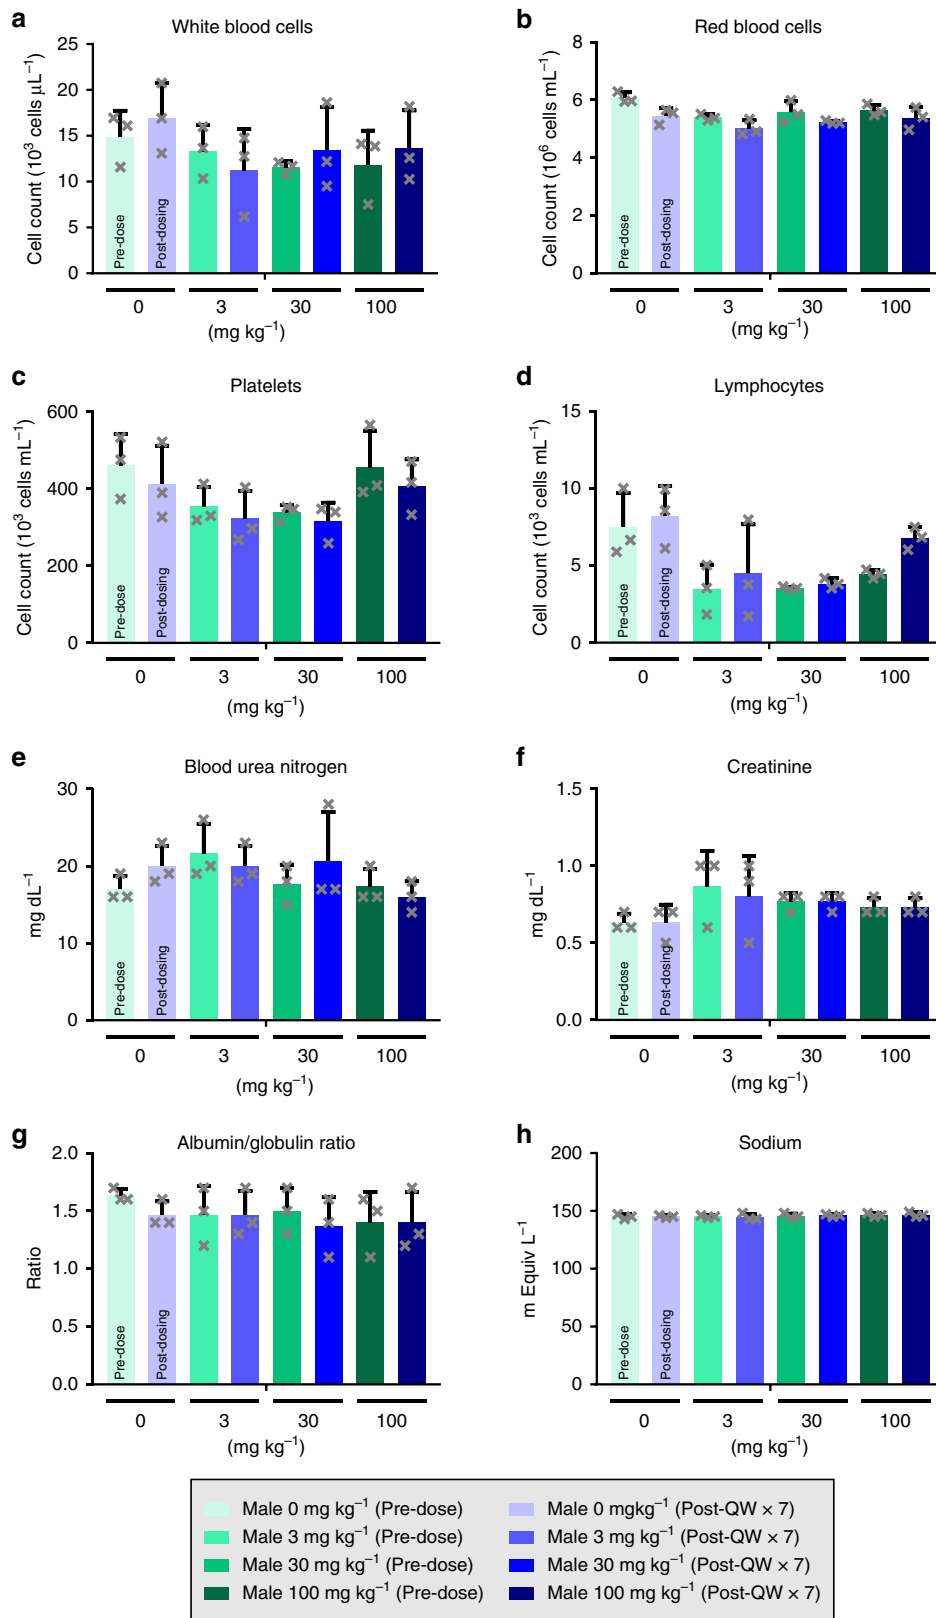 a
White blood cells
Cell count (10³ cells µL⁻¹)
25
20
15
10
5
0
Pre-dose
Post-dosing
0 3 30 100
(mg kg⁻¹)
b
Red blood cells
Cell count (10⁶ cells mL⁻¹)
8
6
4
2
0
Pre-dose
Post-dosing
0 3 30 100
(mg kg⁻¹)
c
Platelets
Cell count (10³ cells mL⁻¹)
600
400
200
0
Pre-dose
Post-dosing
0 3 30 100
(mg kg⁻¹)
d
Lymphocytes
Cell count (10³ cells mL⁻¹)
15
10
5
0
Pre-dose
Post-dosing
0 3 30 100
(mg kg⁻¹)
e
Blood urea nitrogen
mg dL⁻¹
30
20
10
0
Pre-dose
Post-dosing
0 3 30 100
(mg kg⁻¹)
f
Creatinine
mg dL⁻¹
1.5
1.0
0.5
0.0
Pre-dose
Post-dosing
0 3 30 100
(mg kg⁻¹)
g
Albumin/globulin ratio
Ratio
2.0
1.5
1.0
0.5
0.0
Pre-dose
Post-dosing
0 3 30 100
(mg kg⁻¹)
h
Sodium
m Equiv L⁻¹
200
150
100
50
0
Pre-dose
Post-dosing
0 3 30 100
(mg kg⁻¹)
Male 0 mg kg⁻¹ (Pre-dose)
Male 3 mg kg⁻¹ (Pre-dose)
Male 30 mg kg⁻¹ (Pre-dose)
Male 100 mg kg⁻¹ (Pre-dose)
Male 0 mgkg⁻¹ (Post-QW × 7)
Male 3 mg kg⁻¹ (Post-QW × 7)
Male 30 mg kg⁻¹ (Post-QW × 7)
Male 100 mg kg⁻¹ (Post-QW × 7)